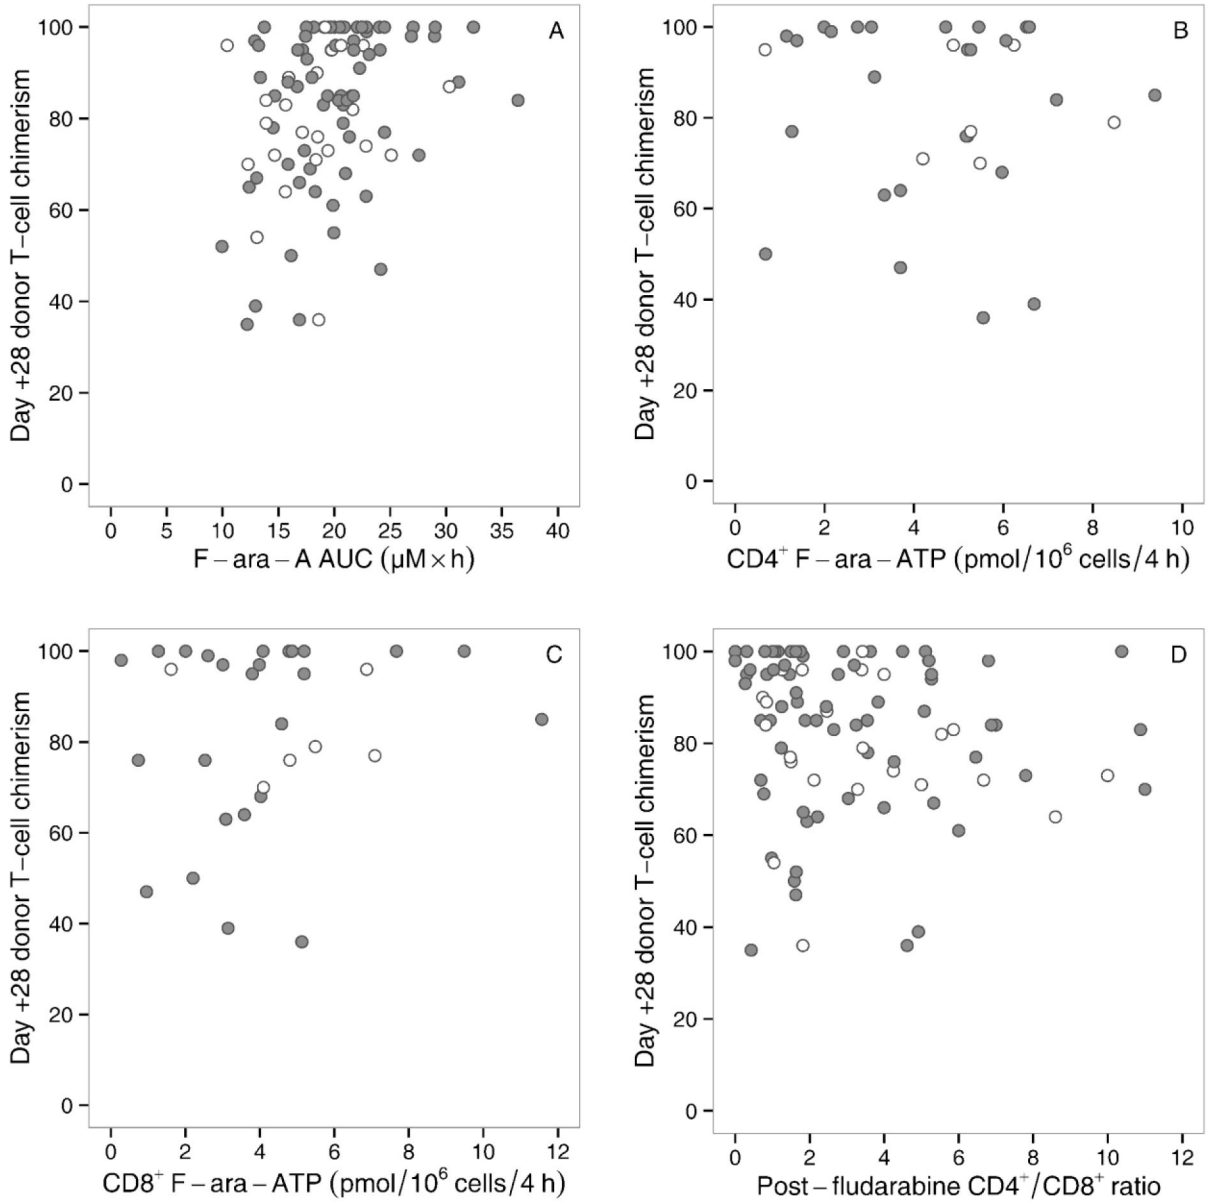 A
Day +28 donor T−cell chimerism
100
80
60
40
20
0
0 5 10 15 20 25 30 35 40
F−ara−A AUC (μM×h)
B
Day +28 donor T−cell chimerism
100
80
60
40
20
0
0 2 4 6 8 10
CD4⁺ F−ara−ATP (pmol/10⁶ cells/4 h)
C
Day +28 donor T−cell chimerism
100
80
60
40
20
0
0 2 4 6 8 10 12
CD8⁺ F−ara−ATP (pmol/10⁶ cells/4 h)
D
Day +28 donor T−cell chimerism
100
80
60
40
20
0
0 2 4 6 8 10 12
Post−fludarabine CD4⁺/CD8⁺ ratio